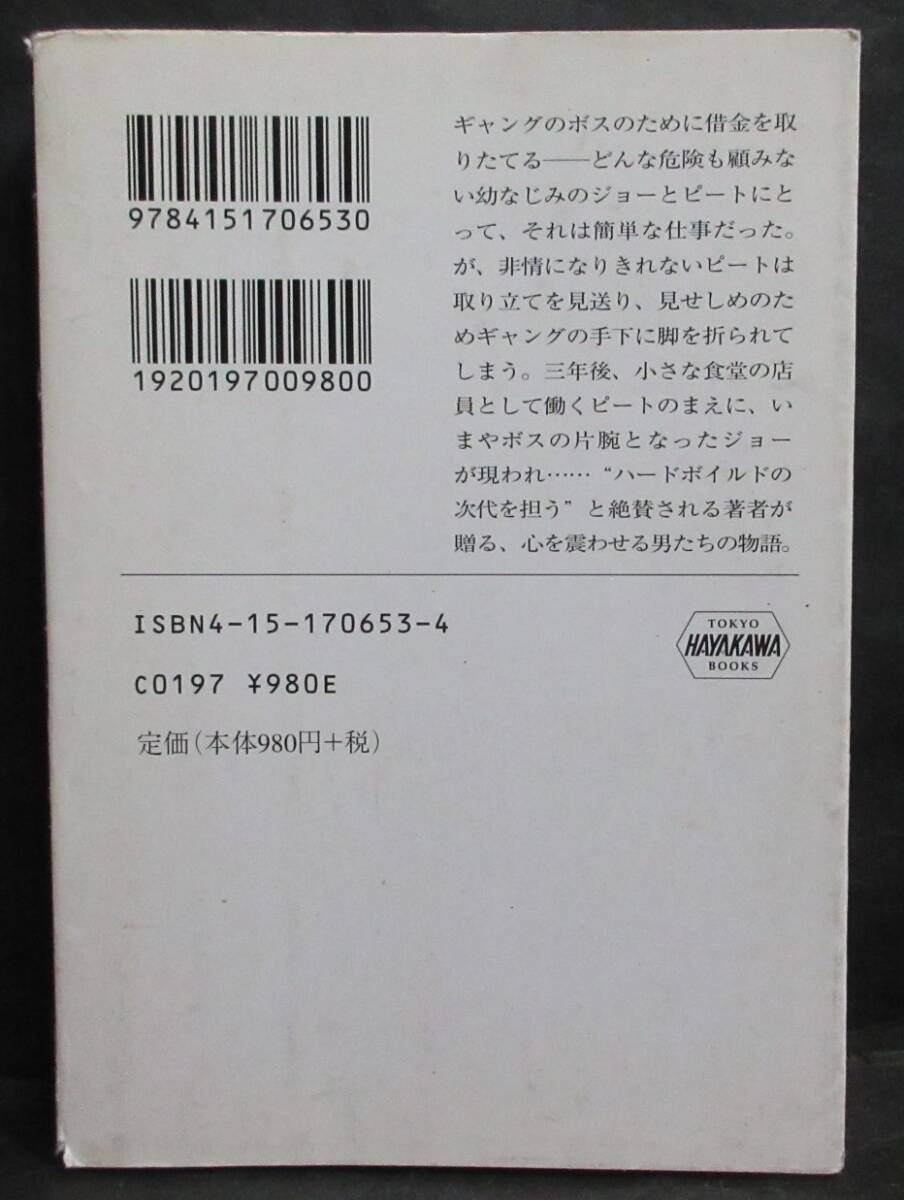 9784151706530
1920197009800
ギャングのボスのために借金を取
りたてる――どんな危険も顧みな
い幼なじみのジョーとピートにと
って、それは簡単な仕事だった。
が、非情になりきれないピートは
取り立てを見送り、見せしめのた
めギャングの手下に脚を折られて
しまう。三年後、小さな食堂の店
員として働くピートのまえに、い
まやボスの片腕となったジョー
が現われ……“ハードボイルドの
次代を担う”と絶賛される著者が
贈る、心を震わせる男たちの物語。
ISBN4-15-170653-4
C0197 ¥980E
定価(本体980円+税)
TOKYO
HAYAKAWA
BOOKS